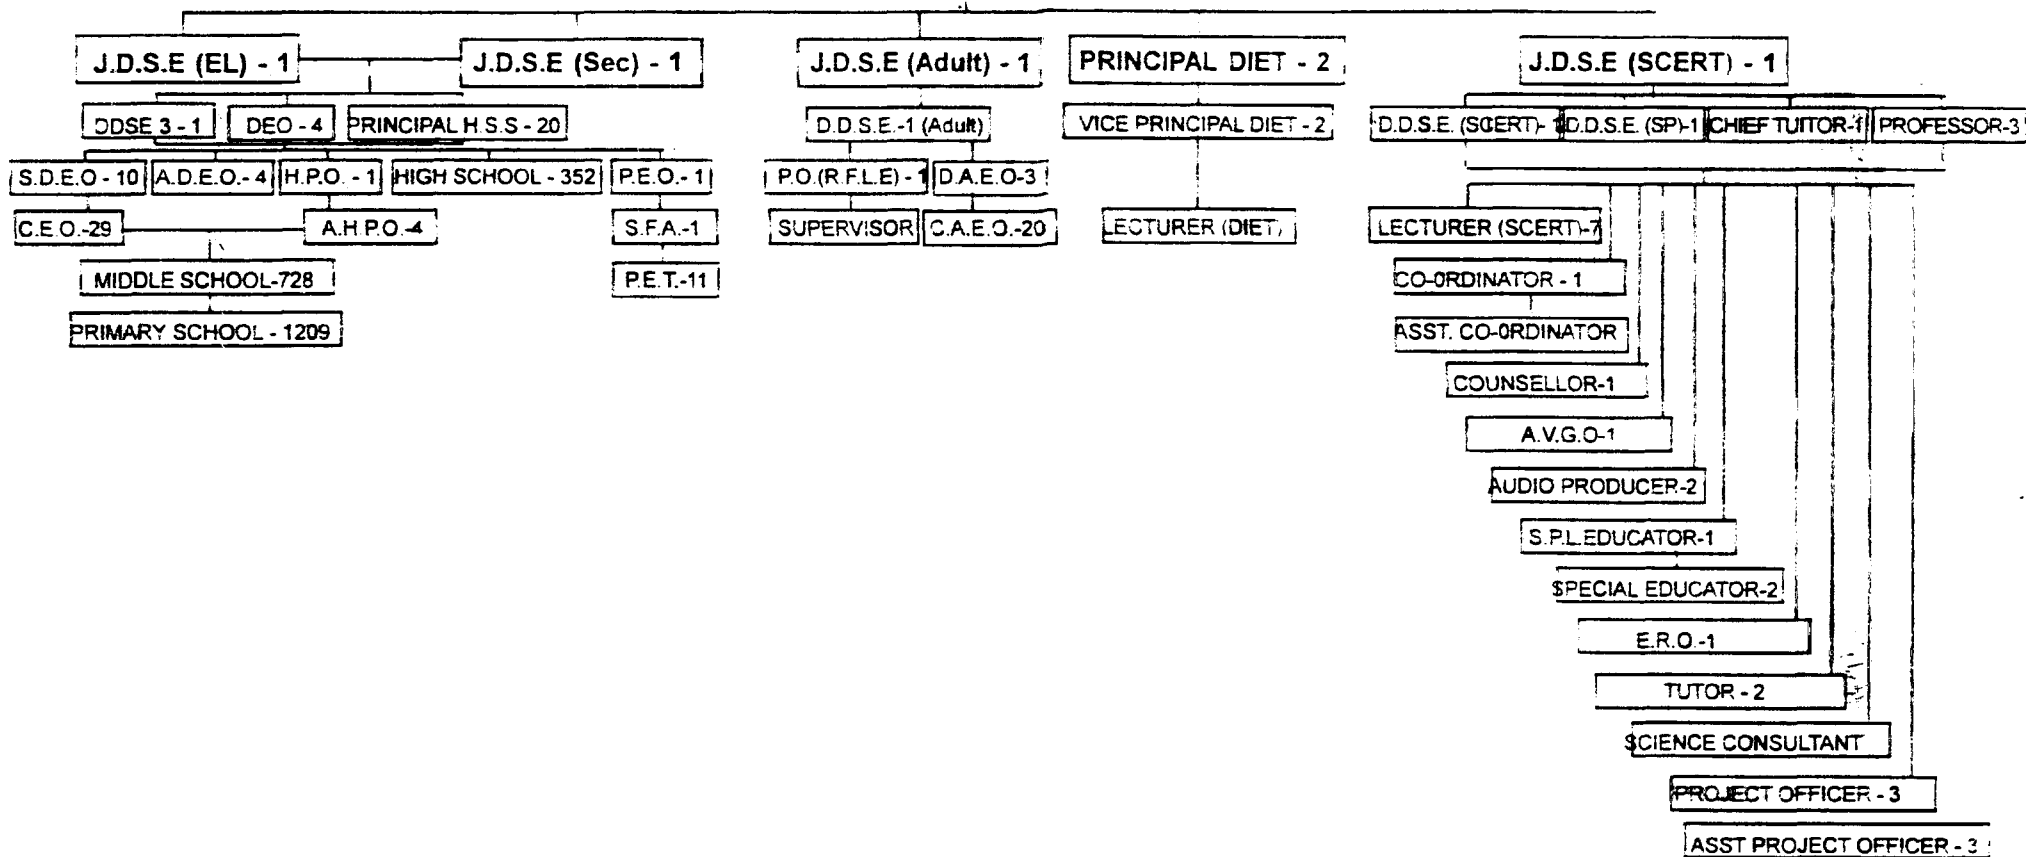 J.D.S.E (EL) - 1
J.D.S.E (Sec) - 1
J.D.S.E (Adult) - 1
PRINCIPAL DIET - 2
J.D.S.E (SCERT) - 1
DDSE 3 - 1
DEO - 4
PRINCIPAL H.S.S - 20
D.D.S.E.-1 (Adult)
VICE PRINCIPAL DIET - 2
D.D.S.E. (SCERT)- 1
D.D.S.E. (SP)-1
CHIEF TUITOR-1
PROFESSOR-3
S.D.E.O - 10
A.D.E.O.- 4
H.P.O. - 1
HIGH SCHOOL - 352
P.E.O.- 1
P.O.(R.F.L.E) - 1
D.A.E.O-3
C.E.O.-29
A.H.P.O.-4
S.F.A.-1
SUPERVISOR
C.A.E.O.-20
LECTURER (DIET)
LECTURER (SCERT)-7
MIDDLE SCHOOL-728
P.E.T.-11
CO-0RDINATOR - 1
PRIMARY SCHOOL - 1209
ASST. CO-0RDINATOR
COUNSELLOR-1
A.V.G.O-1
AUDIO PRODUCER-2
S.P.L.EDUCATOR-1
SPECIAL EDUCATOR-2
E.R.O.-1
TUTOR - 2
SCIENCE CONSULTANT
PROJECT OFFICER - 3
ASST PROJECT OFFICER - 3